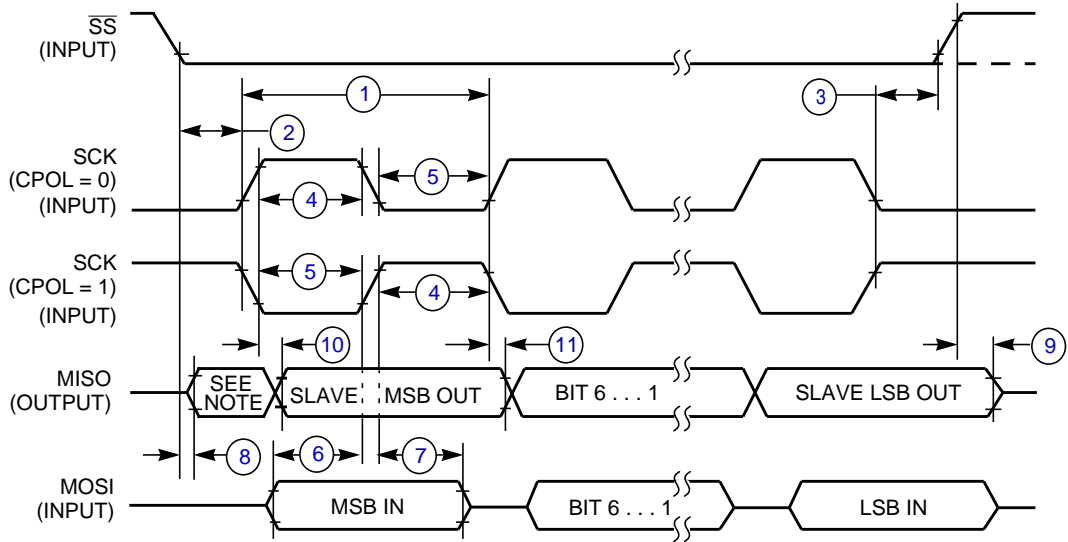 SS
(INPUT)
1
3
2
SCK
(CPOL = 0)
(INPUT)
5
4
SCK
(CPOL = 1)
(INPUT)
5
4
10
11
9
MISO
(OUTPUT)
SEE
NOTE
SLAVE
MSB OUT
BIT 6 . . . 1
SLAVE LSB OUT
8
6
7
MOSI
(INPUT)
MSB IN
BIT 6 . . . 1
LSB IN